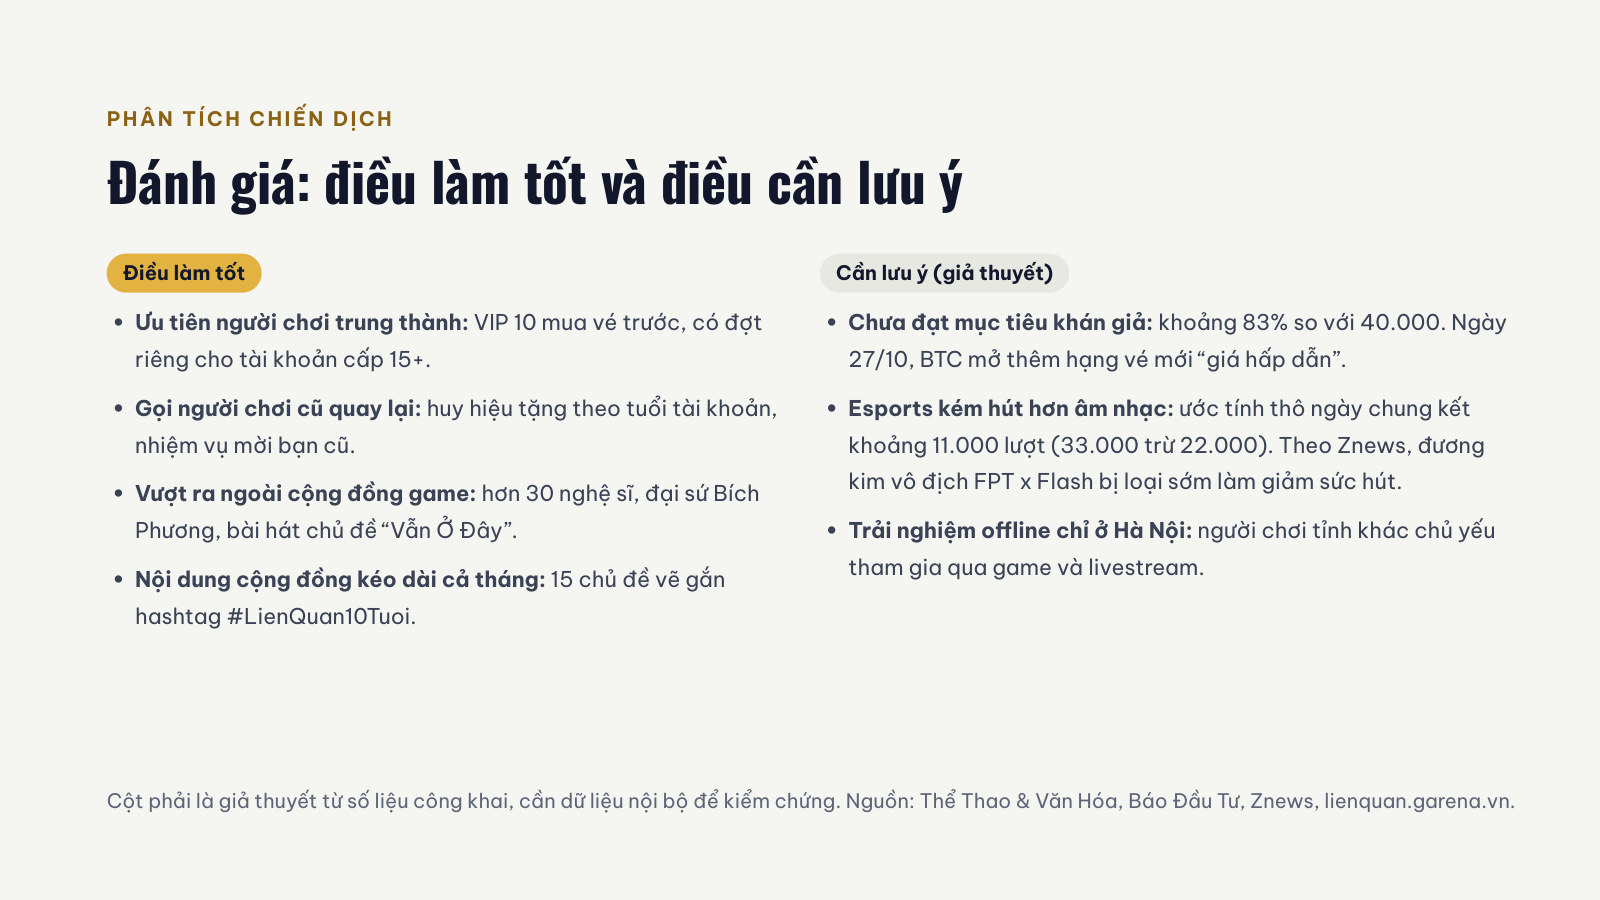 PHÂN TÍCH CHIẾN DỊCH
Đánh giá: điều làm tốt và điều cần lưu ý
Điều làm tốt
• Ưu tiên người chơi trung thành: VIP 10 mua vé trước, có đợt
riêng cho tài khoản cấp 15+.
• Gọi người chơi cũ quay lại: huy hiệu tặng theo tuổi tài khoản,
nhiệm vụ mời bạn cũ.
• Vượt ra ngoài cộng đồng game: hơn 30 nghệ sĩ, đại sứ Bích
Phương, bài hát chủ đề “Vẫn Ở Đây”.
• Nội dung cộng đồng kéo dài cả tháng: 15 chủ đề vẽ gắn
hashtag #LienQuan10Tuoi.
Cần lưu ý (giả thuyết)
• Chưa đạt mục tiêu khán giả: khoảng 83% so với 40.000. Ngày
27/10, BTC mở thêm hạng vé mới “giá hấp dẫn”.
• Esports kém hút hơn âm nhạc: ước tính thô ngày chung kết
khoảng 11.000 lượt (33.000 trừ 22.000). Theo Znews, đương
kim vô địch FPT x Flash bị loại sớm làm giảm sức hút.
• Trải nghiệm offline chỉ ở Hà Nội: người chơi tỉnh khác chủ yếu
tham gia qua game và livestream.
Cột phải là giả thuyết từ số liệu công khai, cần dữ liệu nội bộ để kiểm chứng. Nguồn: Thể Thao & Văn Hóa, Báo Đầu Tư, Znews, lienquan.garena.vn.